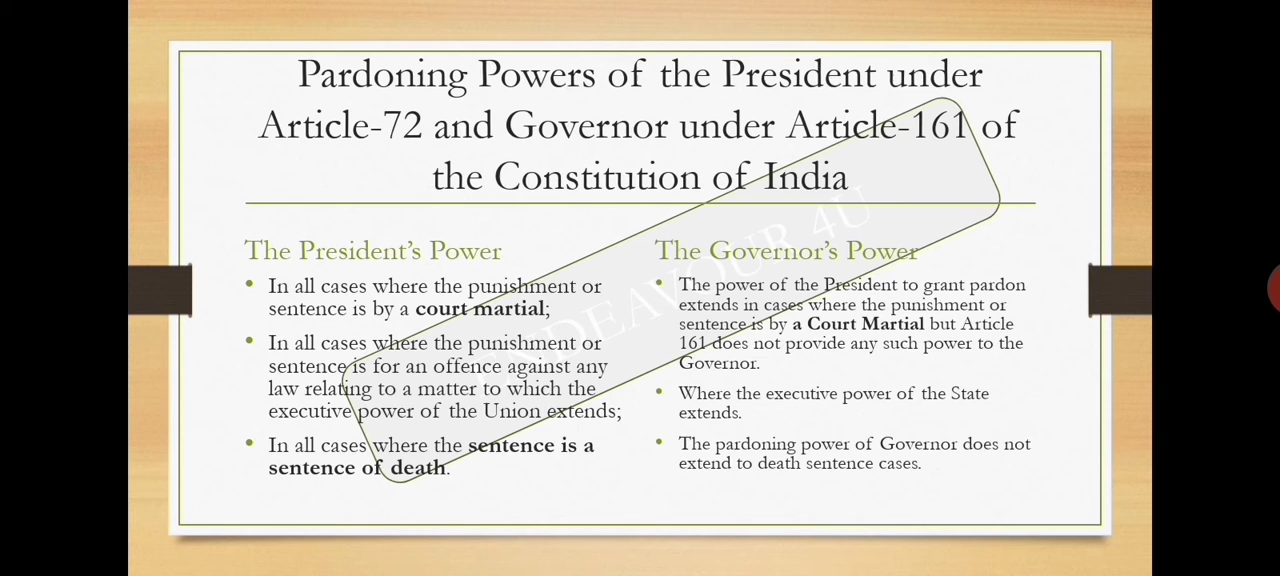 Pardoning Powers of the President under
Article-72 and Governor under Article-161 of
the Constitution of India
The President's Power
• In all cases where the punishment or
sentence is by a court martial;
• In all cases where the punishment or
sentence is for an offence against any
law relating to a matter to which the
executive power of the Union extends;
• In all cases where the sentence is a
sentence of death.
The Governor's Power
• The power of the President to grant pardon
extends in cases where the punishment or
sentence is by a Court Martial but Article
161 does not provide any such power to the
Governor.
• Where the executive power of the State
extends.
• The pardoning power of Governor does not
extend to death sentence cases.
ENDEAVOUR 4U